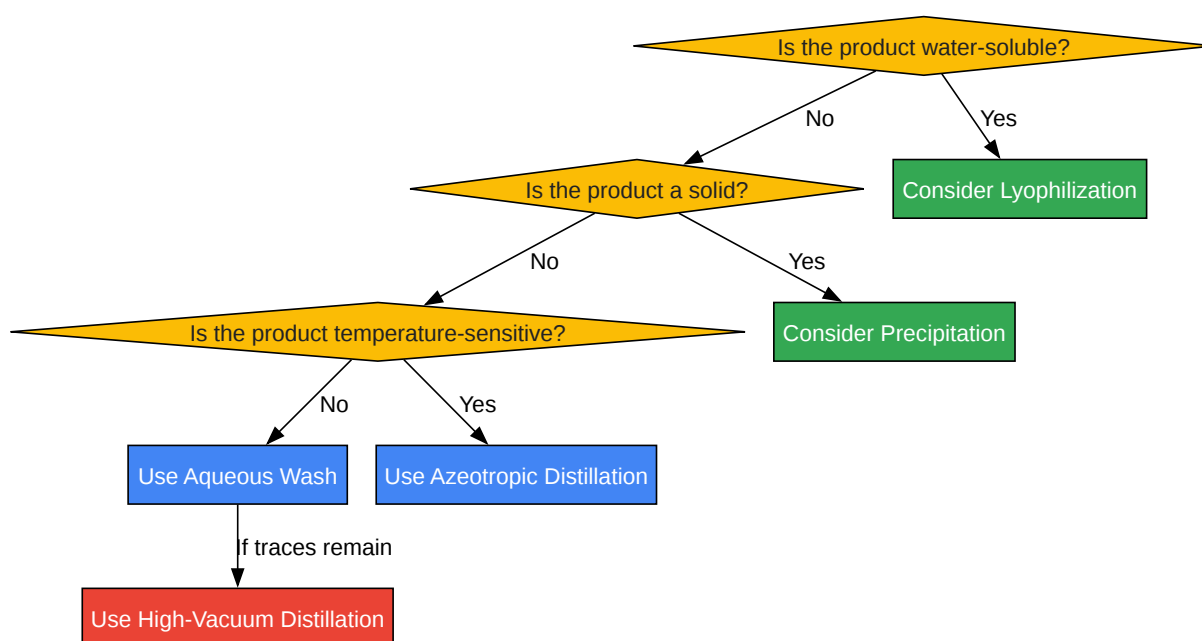 Is the product water-soluble?
No
Yes
Is the product a solid?
Consider Lyophilization
No
Yes
Is the product temperature-sensitive?
Consider Precipitation
No
Yes
Use Aqueous Wash
Use Azeotropic Distillation
If traces remain
Use High-Vacuum Distillation